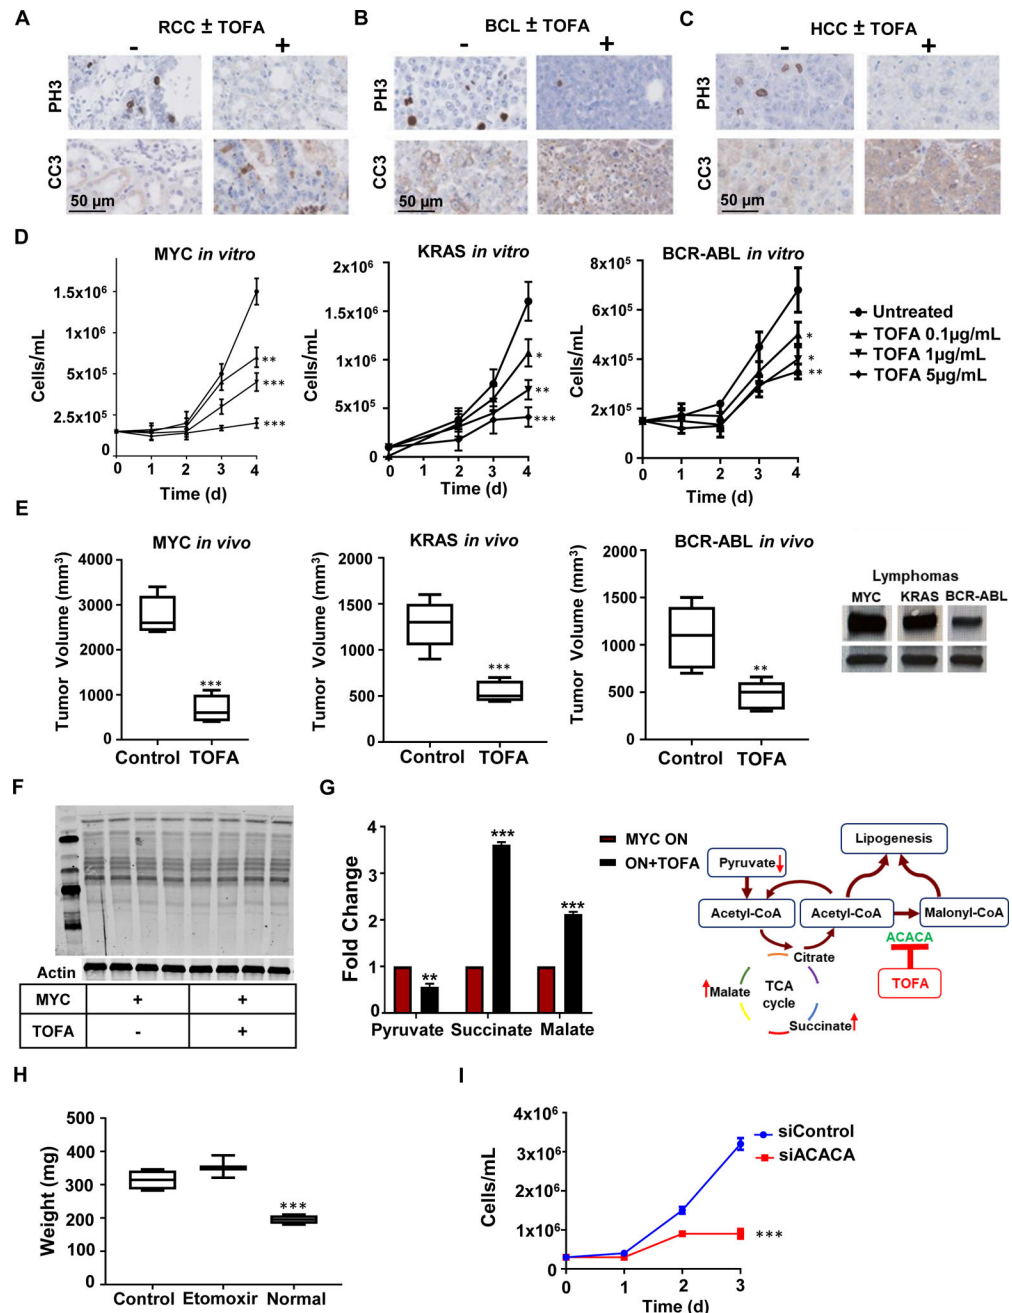 A
RCC ± TOFA
- +
PH3
CC3
50 µm
B
BCL ± TOFA
- +
PH3
CC3
50 µm
C
HCC ± TOFA
- +
PH3
CC3
50 µm
D
MYC in vitro
Cells/mL
1.5x10⁶
1x10⁶
2.5x10⁵
0
0 1 2 3 4
Time (d)
**
***
***
KRAS in vitro
Cells/mL
2x10⁶
1x10⁶
1x10⁶
5x10⁵
0
0 1 2 3 4
Time (d)
*
**
***
BCR-ABL in vitro
Cells/mL
8x10⁵
6x10⁵
4x10⁵
2x10⁵
0
0 1 2 3 4
Time (d)
*
*
**
Untreated
TOFA 0.1µg/mL
TOFA 1µg/mL
TOFA 5µg/mL
E
MYC in vivo
Tumor Volume (mm³)
4000
3000
2000
1000
0
***
Control TOFA
KRAS in vivo
Tumor Volume (mm³)
2000
1500
1000
500
0
***
Control TOFA
BCR-ABL in vivo
Tumor Volume (mm³)
2000
1500
1000
500
0
**
Control TOFA
Lymphomas
MYC KRAS BCR-ABL
F
Actin
MYC + +
TOFA - +
G
Fold Change
4
3
2
1
0
**
***
***
Pyruvate Succinate Malate
MYC ON
ON+TOFA
Lipogenesis
Pyruvate
Acetyl-CoA
Acetyl-CoA
Malonyl-CoA
ACACA
TOFA
Citrate
Malate
TCA
cycle
Succinate
H
Weight (mg)
500
400
300
200
100
0
***
Control Etomoxir Normal
I
Cells/mL
4x10⁶
3x10⁶
2x10⁶
1x10⁶
0
0 1 2 3
Time (d)
***
siControl
siACACA